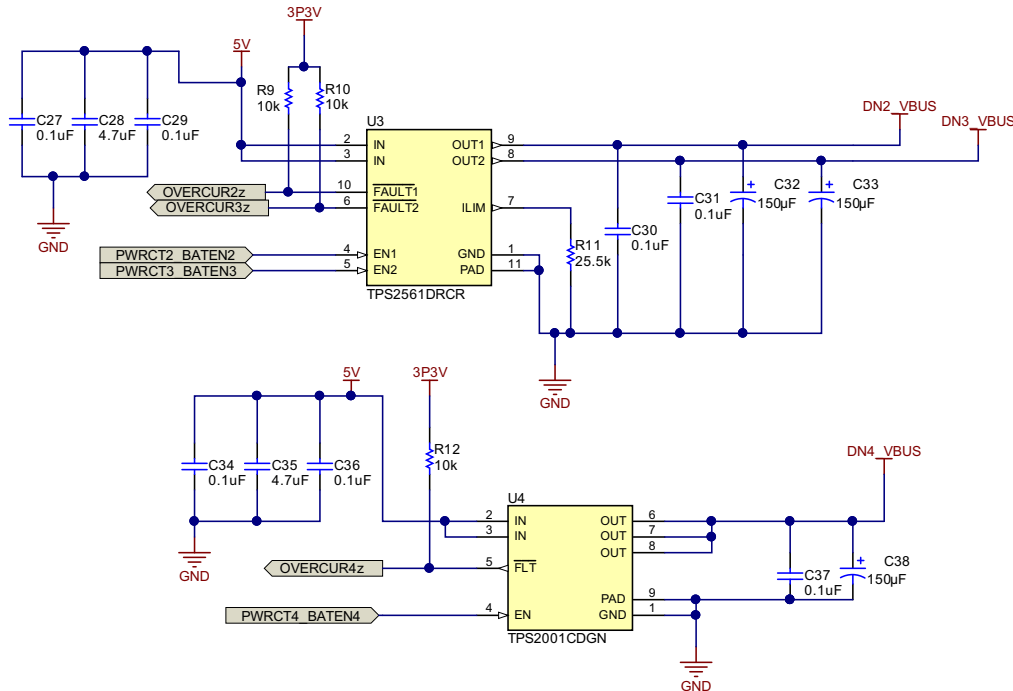 3P3V
5V
R9
10k
R10
10k
C27
0.1uF
C28
4.7uF
C29
0.1uF
U3
2 IN OUT1 9
3 IN OUT2 8
10 FAULT1
6 FAULT2 ILIM 7
4 EN1 GND 1
5 EN2 PAD 11
TPS2561DRCR
OVERCUR2z
OVERCUR3z
PWRCT2_BATEN2
PWRCT3_BATEN3
GND
R11
25.5k
C30
0.1uF
C31
0.1uF
C32
150µF
C33
150µF
DN2_VBUS
DN3_VBUS
GND
5V
3P3V
R12
10k
C34
0.1uF
C35
4.7uF
C36
0.1uF
GND
U4
2 IN OUT 6
3 IN OUT 7
OUT 8
5 FLT
PAD 9
4 EN GND 1
TPS2001CDGN
OVERCUR4z
PWRCT4_BATEN4
DN4_VBUS
C37
0.1uF
C38
150µF
GND